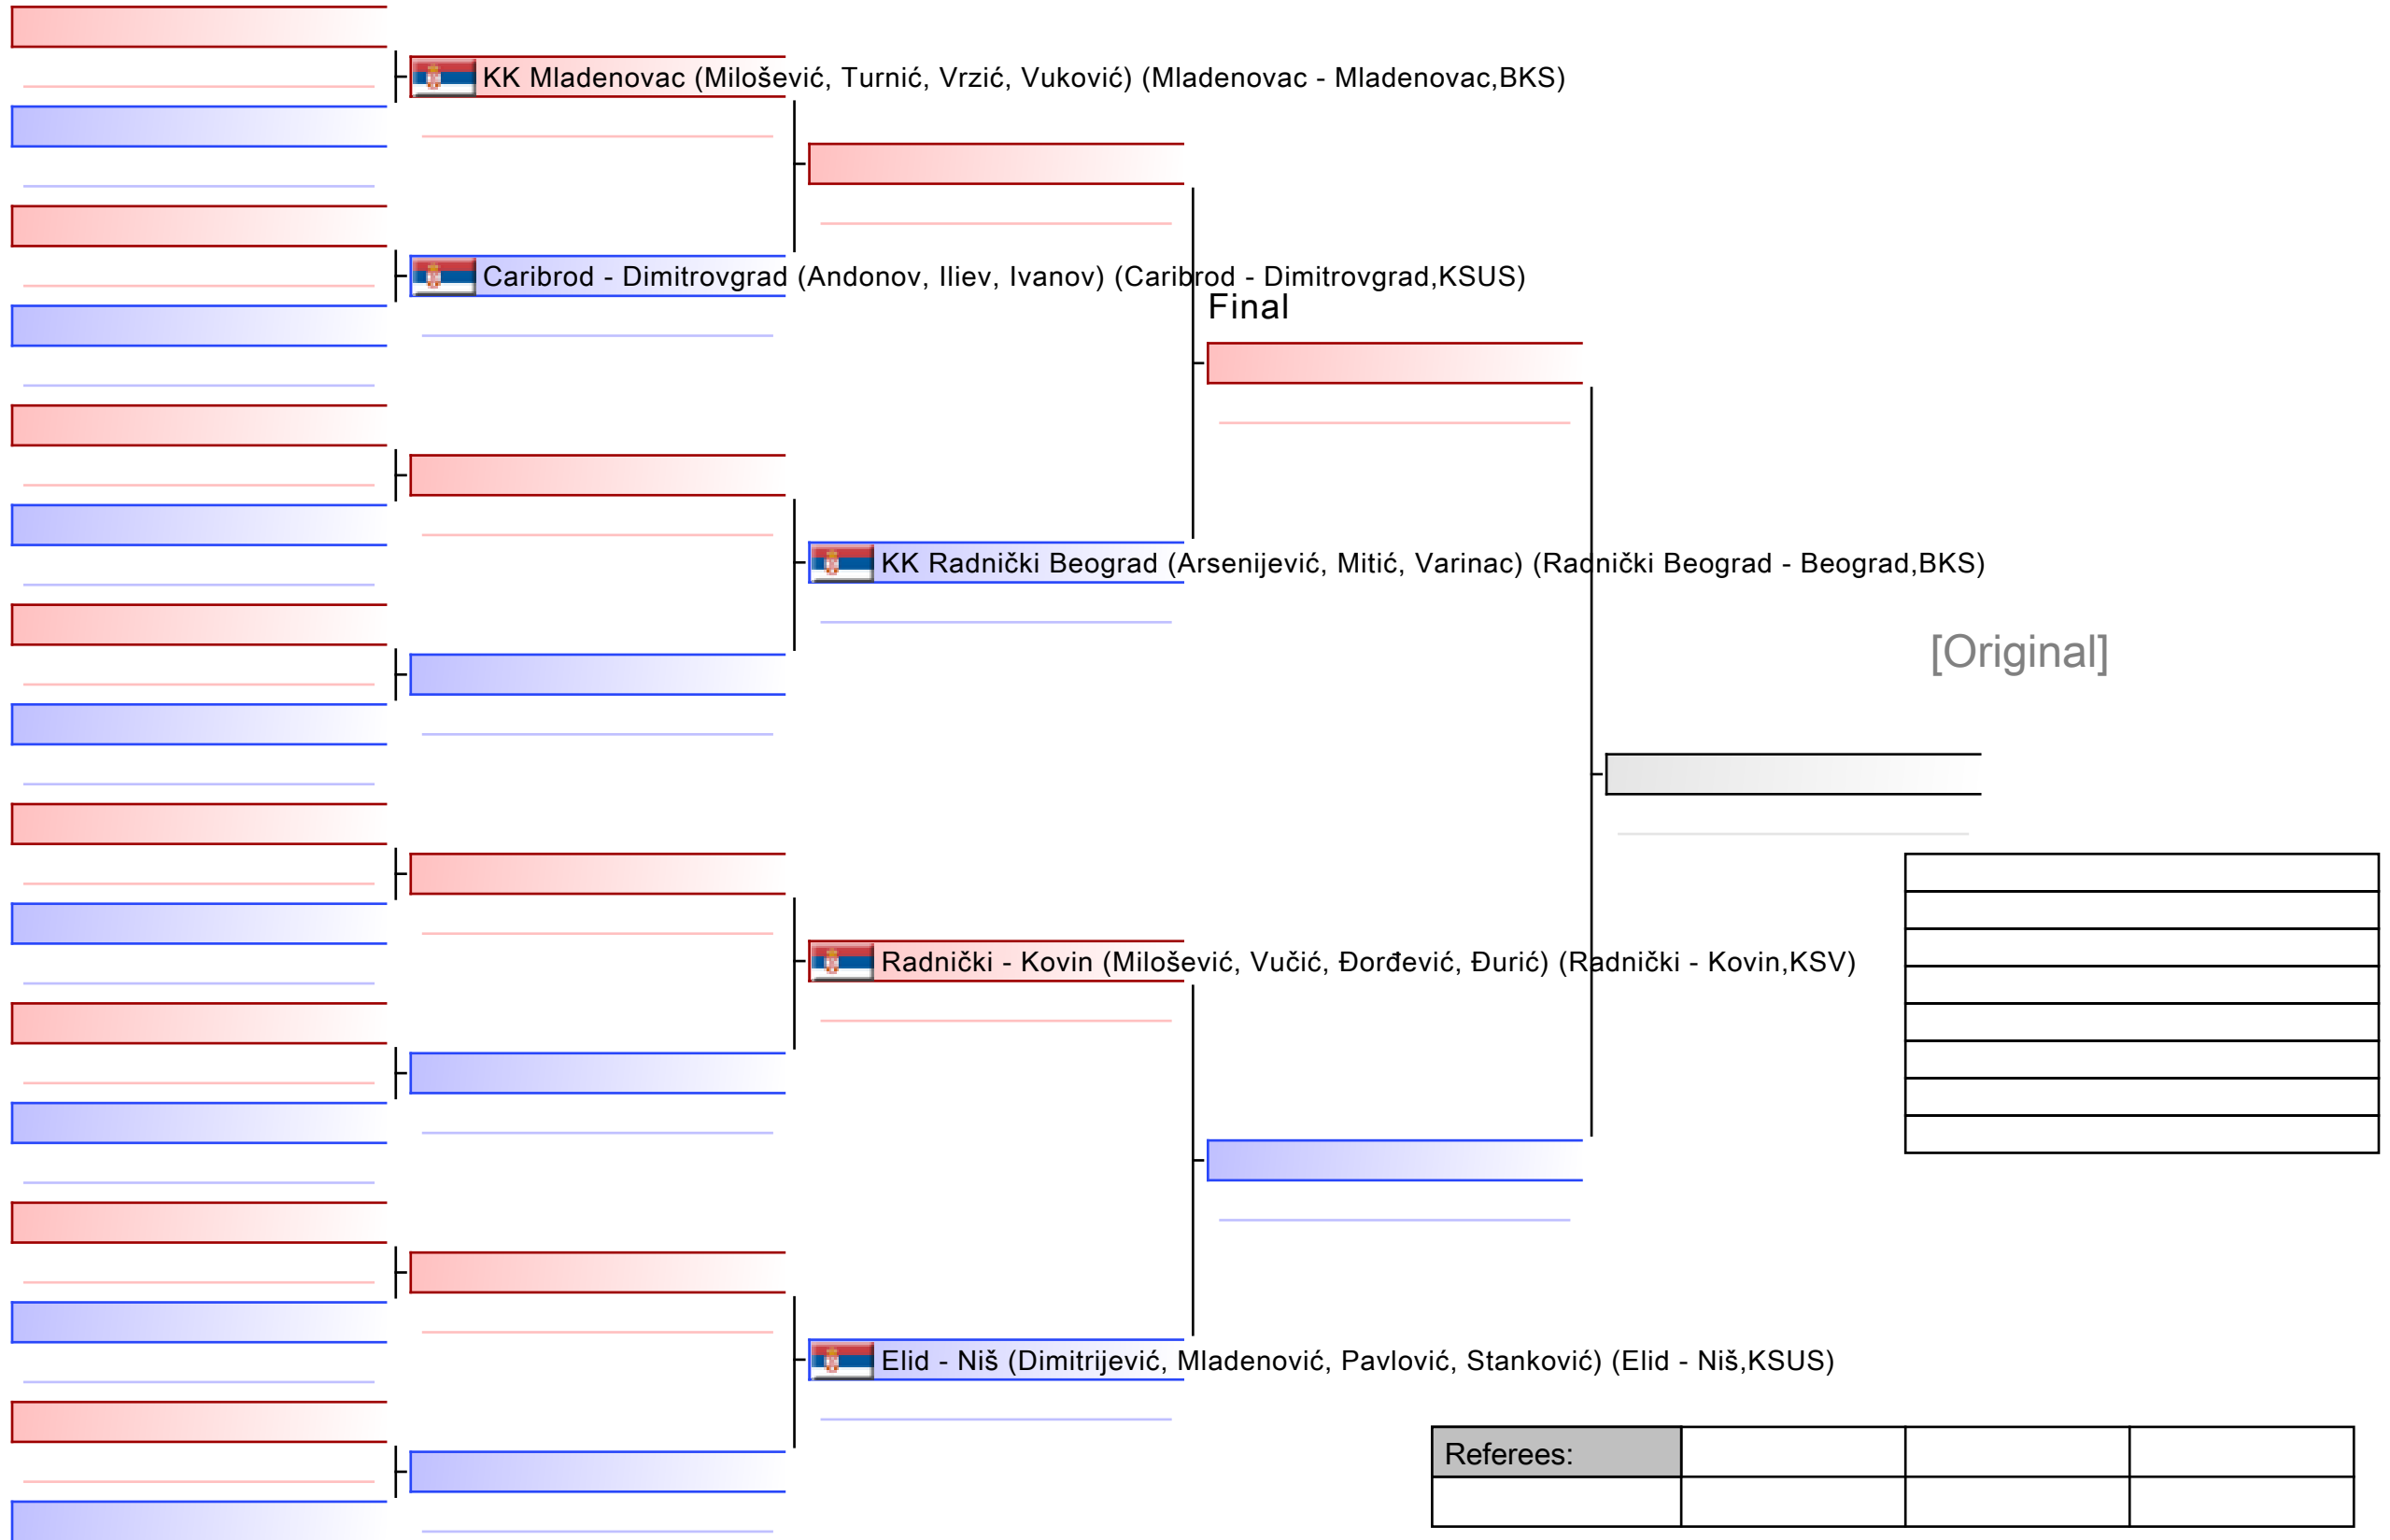 KK Mladenovac (Milošević, Turnić, Vrzić, Vuković) (Mladenovac - Mladenovac,BKS)
Caribrod - Dimitrovgrad (Andonov, Iliev, Ivanov) (Caribrod - Dimitrovgrad,KSUS)
Final
KK Radnički Beograd (Arsenijević, Mitić, Varinac) (Radnički Beograd - Beograd,BKS)
[Original]
Radnički - Kovin (Milošević, Vučić, Đorđević, Đurić) (Radnički - Kovin,KSV)
Elid - Niš (Dimitrijević, Mladenović, Pavlović, Stanković) (Elid - Niš,KSUS)
Referees: